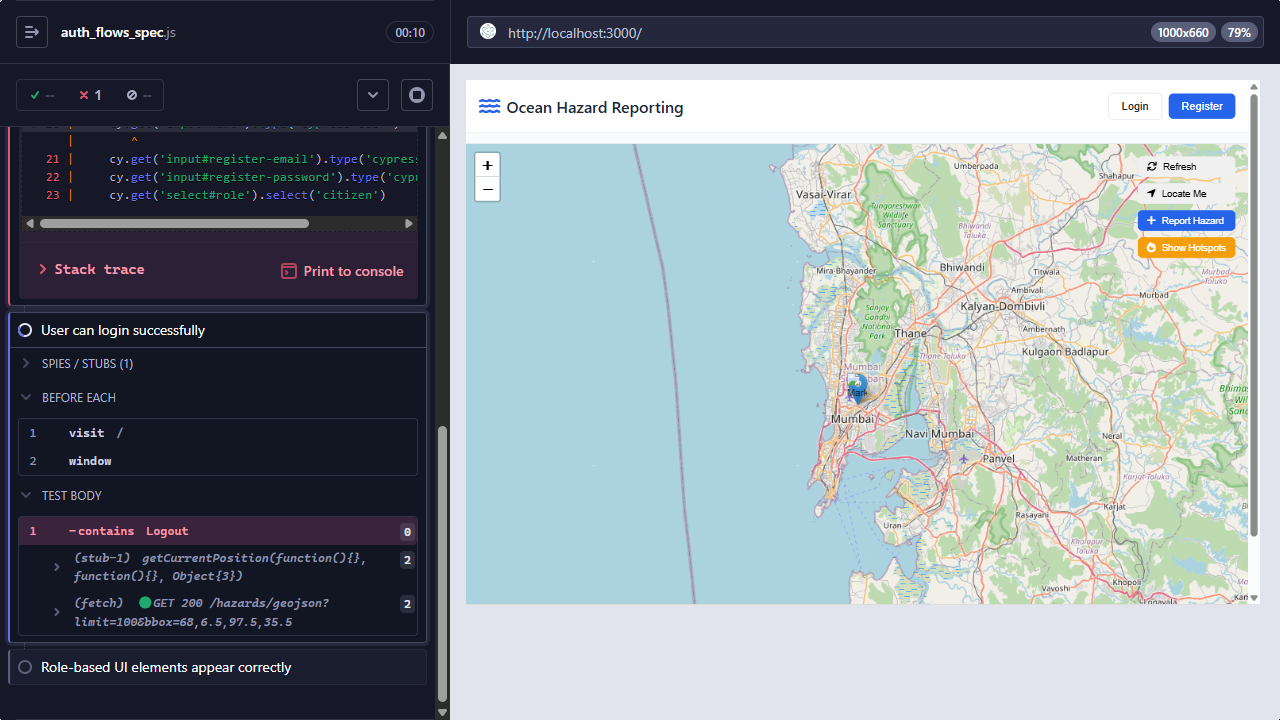 auth_flows_spec.js
00:10
http://localhost:3000/
1000x660
79%
--
1
--
Ocean Hazard Reporting
Login
Register
^
21 | cy.get('input#register-email').type('cypress
22 | cy.get('input#register-password').type('cypr
23 | cy.get('select#role').select('citizen')
Stack trace
Print to console
User can login successfully
SPIES / STUBS (1)
BEFORE EACH
1 visit /
2 window
TEST BODY
1 -contains Logout 0
(stub-1) getCurrentPosition(function(){}, 2
function(){}, Object{3})
(fetch) GET 200 /hazards/geojson? 2
limit=100&bbox=68,6.5,97.5,35.5
Role-based UI elements appear correctly
+
−
Refresh
Locate Me
Report Hazard
Show Hotspots
Umberpada
Shahapur
Vasai-Virar
Tungareshwar
Wildlife
Sanctuary
Bhiwandi
Taluka
Mira-Bhayander
Bhiwandi
Titwala
Murbad
Taluka
Ambivali
Murbad
Kalyan-Dombivli
Sanjay
Gandhi
National
Park
Thane
Ambernath
Thane Taluka
Kulgaon Badlapur
Mumbai
Mumbai
Navi Mumbai
Neral
Panvel
Matheran
Karjat
Karjat-Taluka
Uran
Rasayani
Khalapur
Taluka
Khopoli
Vavoshi
Lonavala